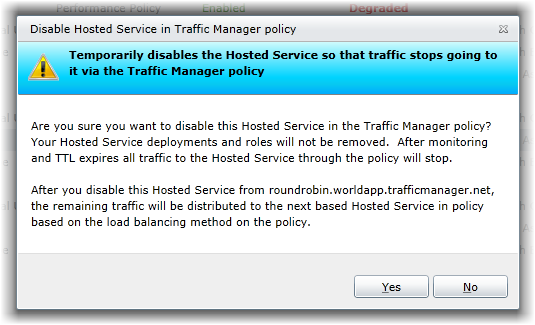 Performance Policy Enabled Degraded
Disable Hosted Service in Traffic Manager policy
Temporarily disables the Hosted Service so that traffic stops going to
it via the Traffic Manager policy
Are you sure you want to disable this Hosted Service in the Traffic Manager policy?
Your Hosted Service deployments and roles will not be removed.  After monitoring
and TTL expires all traffic to the Hosted Service through the policy will stop.
After you disable this Hosted Service from roundrobin.worldapp.trafficmanager.net,
the remaining traffic will be distributed to the next based Hosted Service in policy
based on the load balancing method on the policy.
Yes No